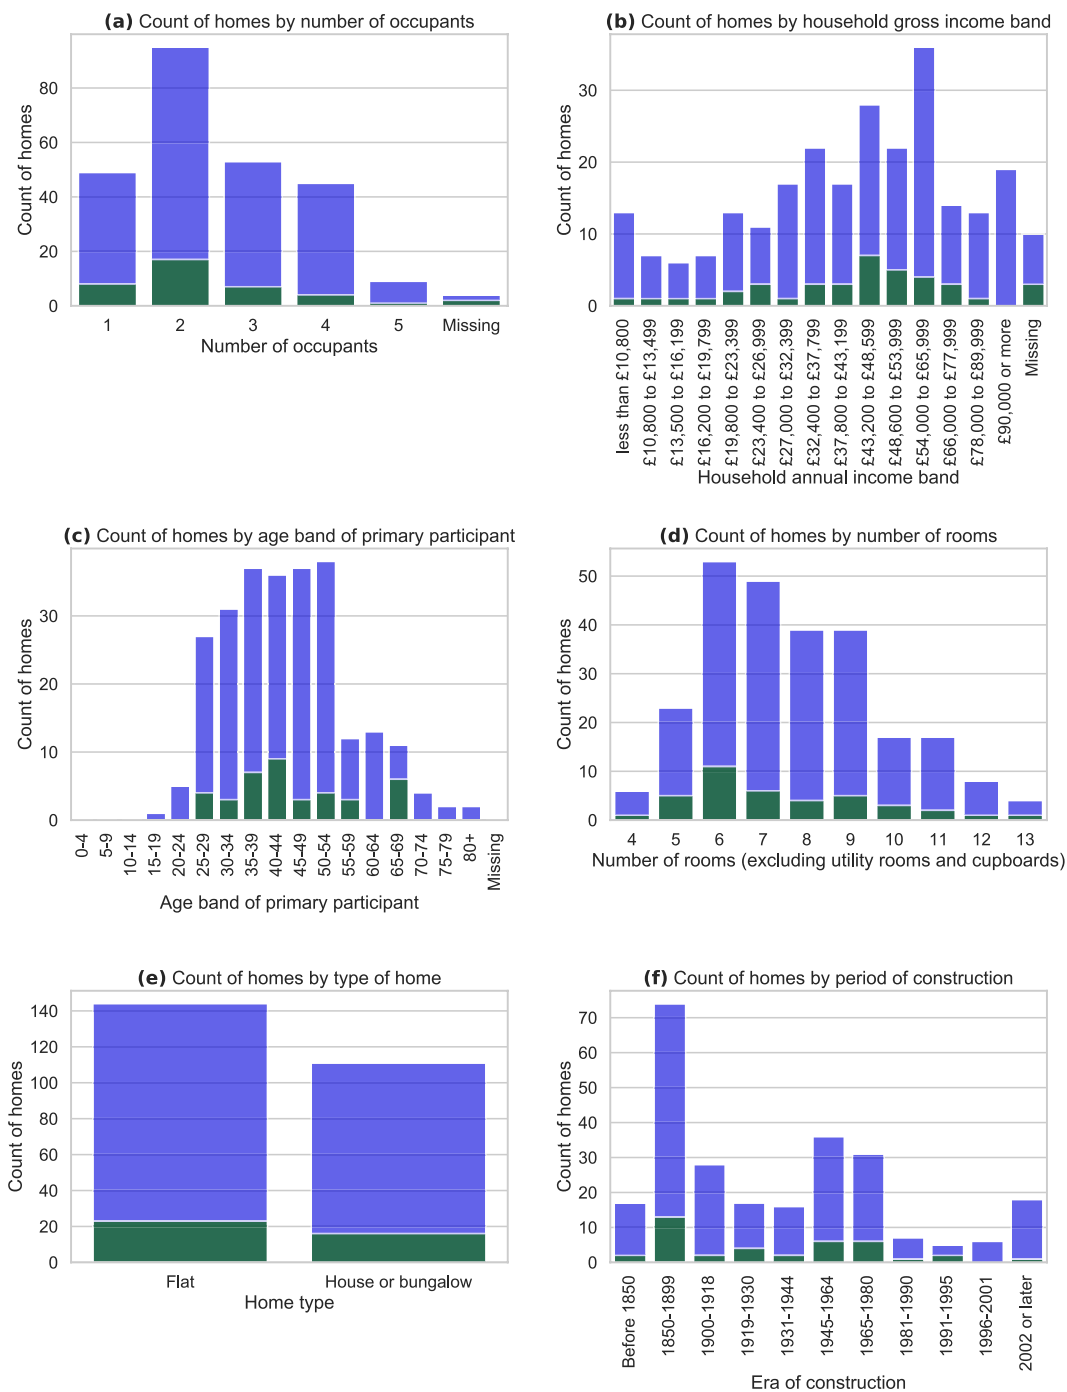 (a) Count of homes by number of occupants
Count of homes
80
60
40
20
0
1 2 3 4 5 Missing
Number of occupants
(b) Count of homes by household gross income band
Count of homes
30
20
10
0
less than £10,800
£10,800 to £13,499
£13,500 to £16,199
£16,200 to £19,799
£19,800 to £23,399
£23,400 to £26,999
£27,000 to £32,399
£32,400 to £37,799
£37,800 to £43,199
£43,200 to £48,599
£48,600 to £53,999
£54,000 to £65,999
£66,000 to £77,999
£78,000 to £89,999
£90,000 or more
Missing
Household annual income band
(c) Count of homes by age band of primary participant
Count of homes
30
20
10
0
0-4
5-9
10-14
15-19
20-24
25-29
30-34
35-39
40-44
45-49
50-54
55-59
60-64
65-69
70-74
75-79
80+
Missing
Age band of primary participant
(d) Count of homes by number of rooms
Count of homes
50
40
30
20
10
0
4 5 6 7 8 9 10 11 12 13
Number of rooms (excluding utility rooms and cupboards)
(e) Count of homes by type of home
Count of homes
140
120
100
80
60
40
20
0
Flat House or bungalow
Home type
(f) Count of homes by period of construction
Count of homes
70
60
50
40
30
20
10
0
Before 1850
1850-1899
1900-1918
1919-1930
1931-1944
1945-1964
1965-1980
1981-1990
1991-1995
1996-2001
2002 or later
Era of construction